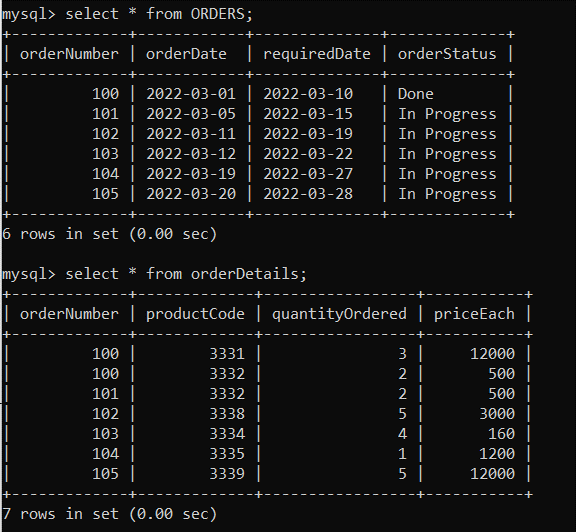 mysql> select * from ORDERS;
+-------------+------------+--------------+-------------+
| orderNumber | orderDate  | requiredDate | orderStatus |
+-------------+------------+--------------+-------------+
|         100 | 2022-03-01 | 2022-03-10   | Done        |
|         101 | 2022-03-05 | 2022-03-15   | In Progress |
|         102 | 2022-03-11 | 2022-03-19   | In Progress |
|         103 | 2022-03-12 | 2022-03-22   | In Progress |
|         104 | 2022-03-19 | 2022-03-27   | In Progress |
|         105 | 2022-03-20 | 2022-03-28   | In Progress |
+-------------+------------+--------------+-------------+
6 rows in set (0.00 sec)

mysql> select * from orderDetails;
+-------------+-------------+-----------------+-----------+
| orderNumber | productCode | quantityOrdered | priceEach |
+-------------+-------------+-----------------+-----------+
|         100 |        3331 |               3 |     12000 |
|         100 |        3332 |               2 |       500 |
|         101 |        3332 |               2 |       500 |
|         102 |        3338 |               5 |      3000 |
|         103 |        3334 |               4 |       160 |
|         104 |        3335 |               1 |      1200 |
|         105 |        3339 |               5 |     12000 |
+-------------+-------------+-----------------+-----------+
7 rows in set (0.00 sec)